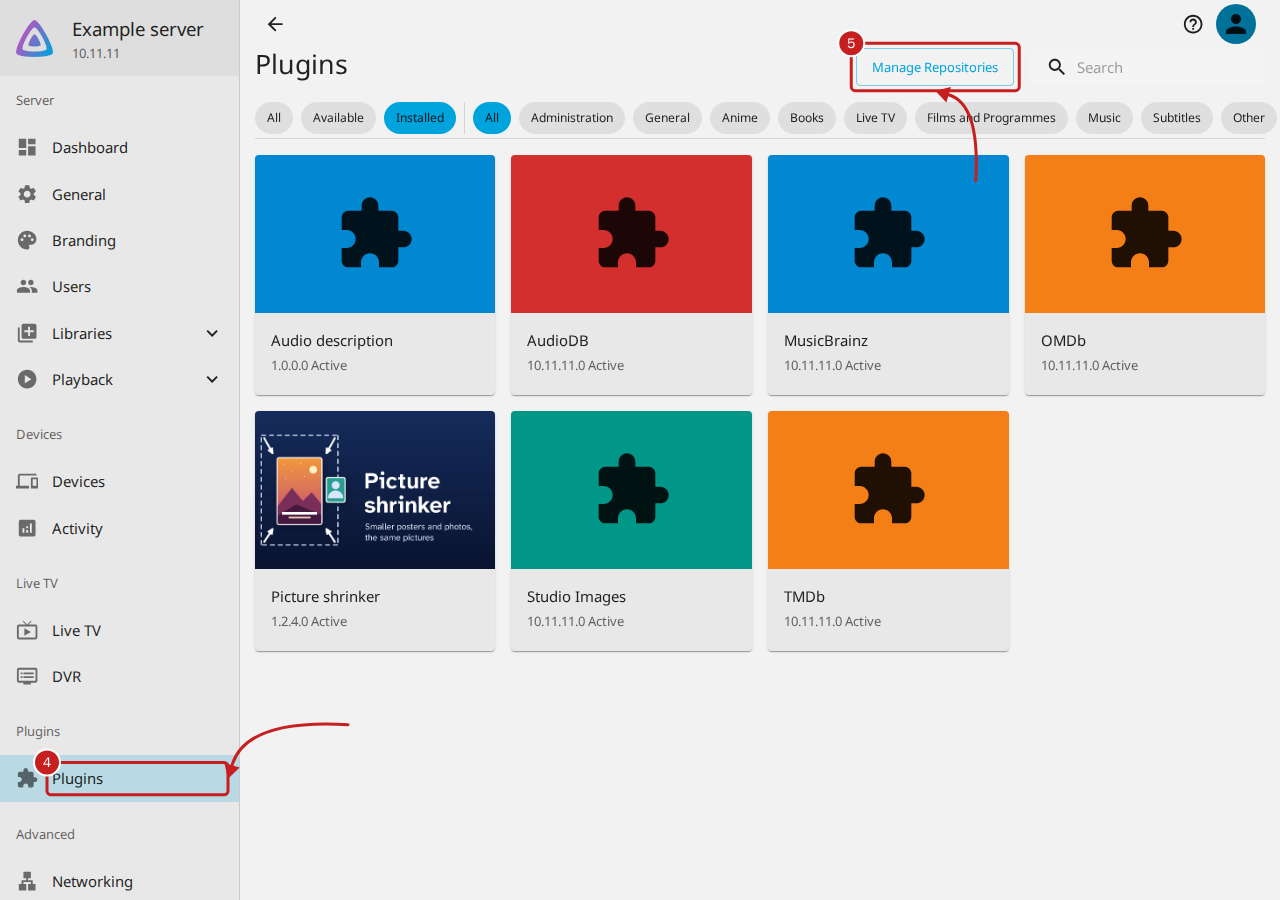 Example server
10.11.11
Server
Dashboard
General
Branding
Users
Libraries
Playback
Devices
Devices
Activity
Live TV
Live TV
DVR
Plugins
4
Plugins
Advanced
Networking
Plugins
5
Manage Repositories
Search
All
Available
Installed
All
Administration
General
Anime
Books
Live TV
Films and Programmes
Music
Subtitles
Other
Audio description
1.0.0.0 Active
AudioDB
10.11.11.0 Active
MusicBrainz
10.11.11.0 Active
OMDb
10.11.11.0 Active
Picture
shrinker
Smaller posters and photos,
the same pictures
Picture shrinker
1.2.4.0 Active
Studio Images
10.11.11.0 Active
TMDb
10.11.11.0 Active